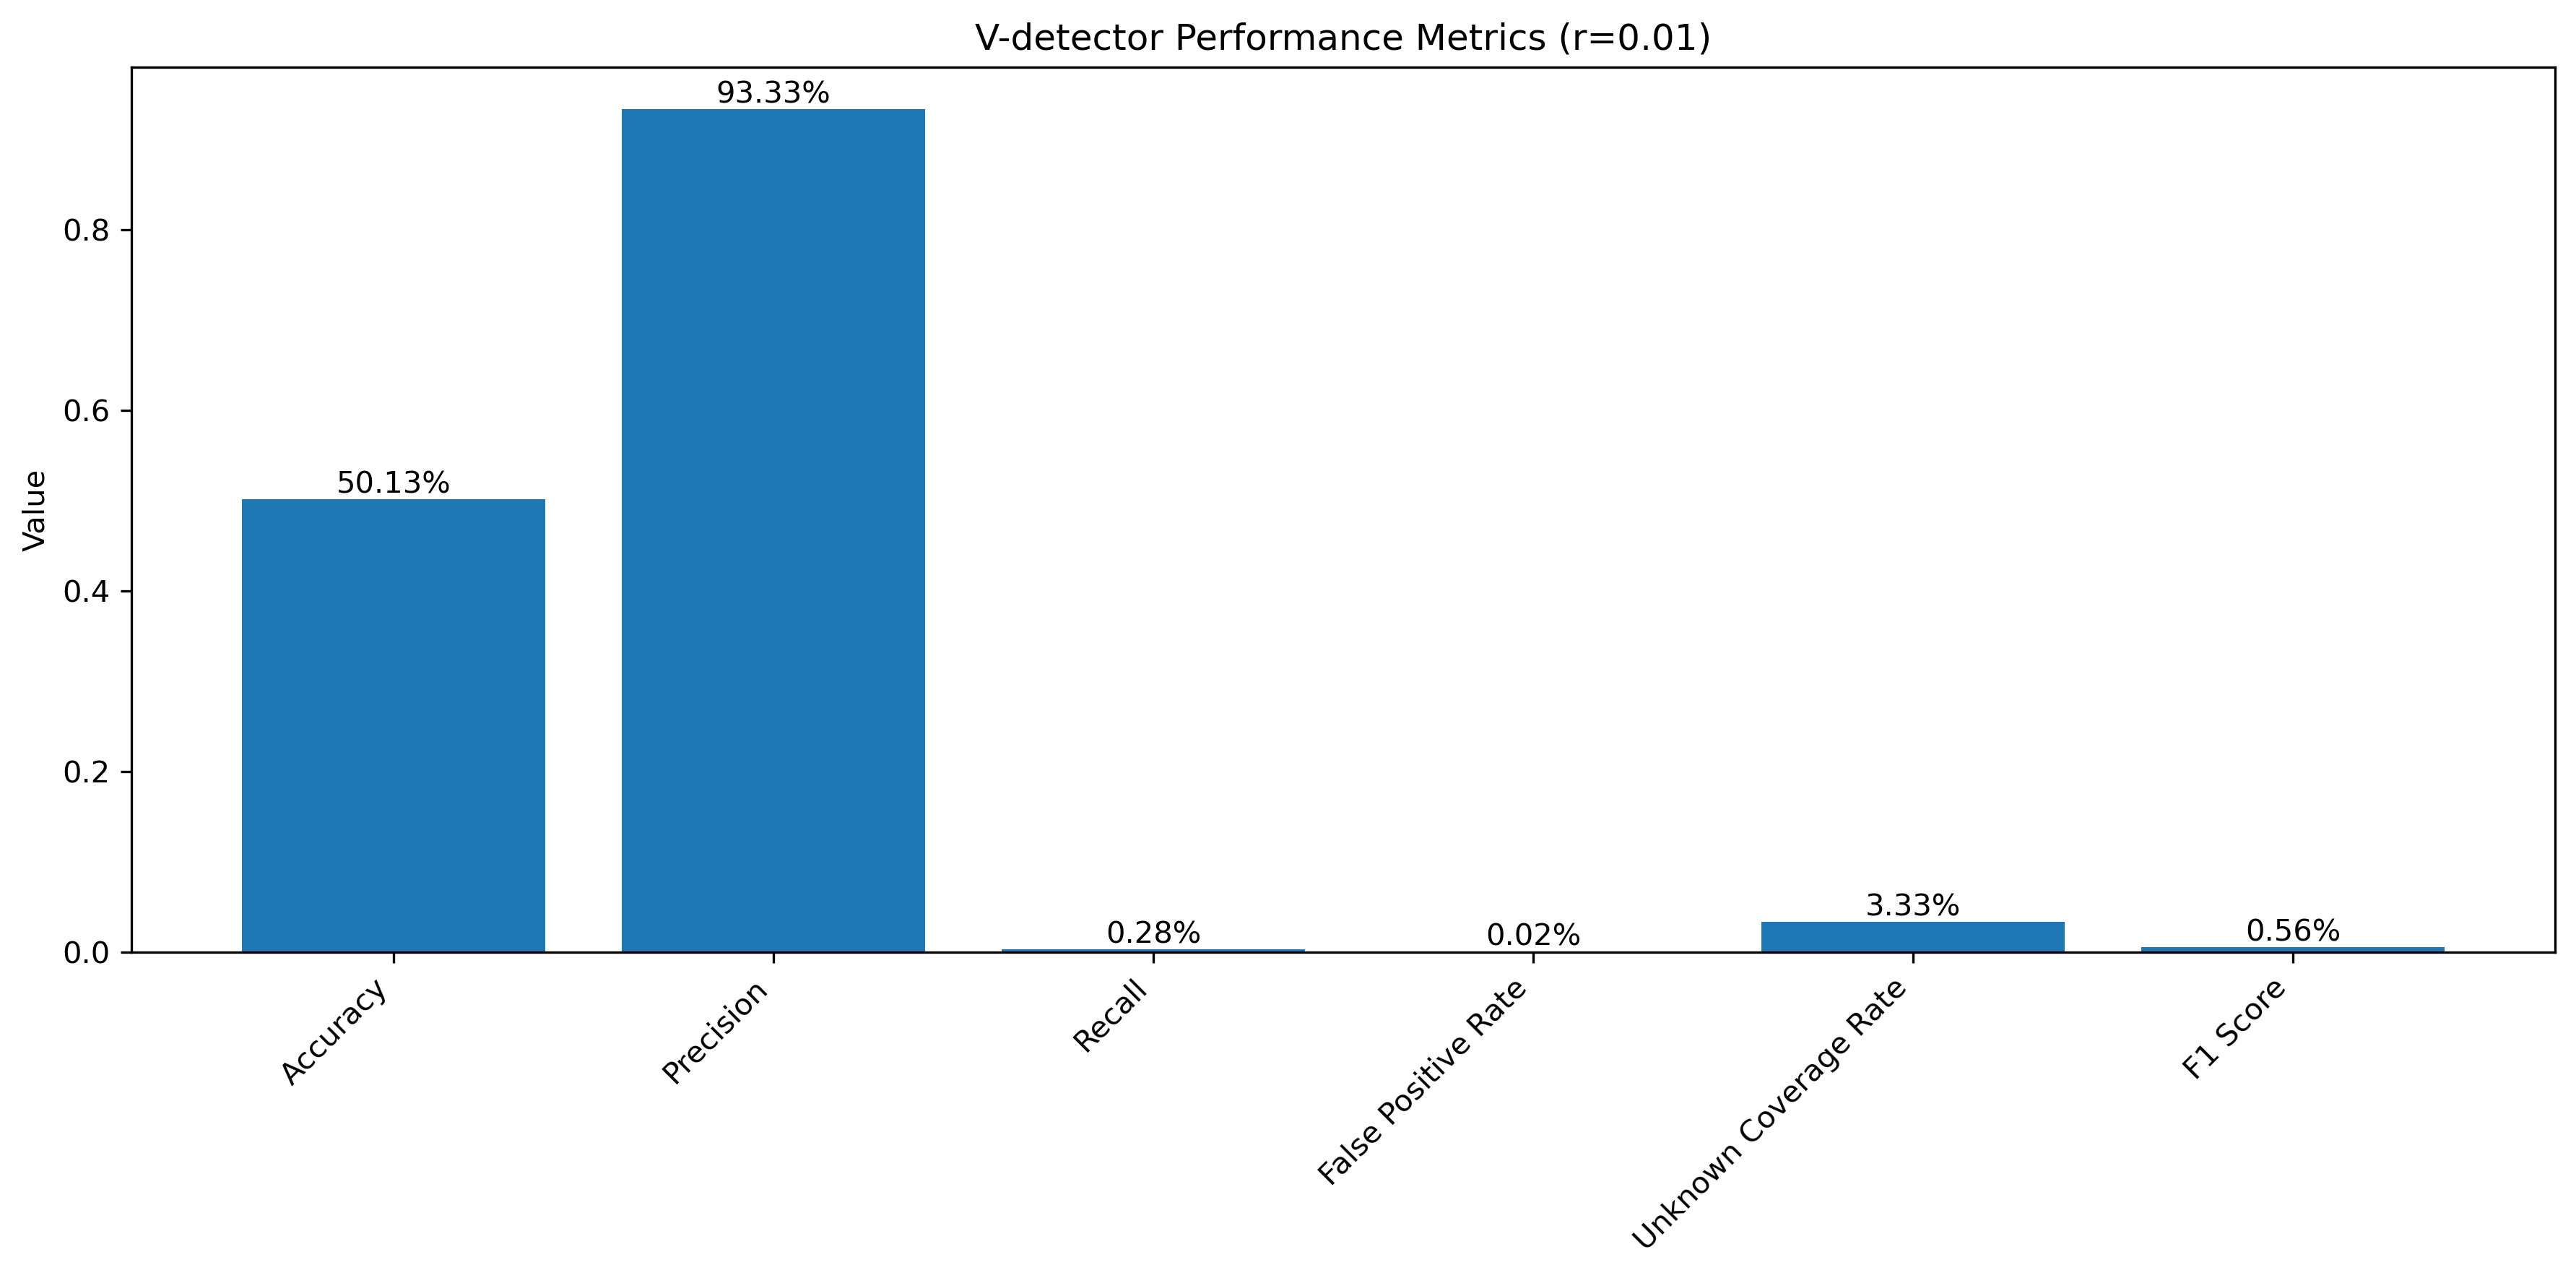 V-detector Performance Metrics (r=0.01)
Value
0.8
0.6
0.4
0.2
0.0
50.13%
93.33%
0.28%
0.02%
3.33%
0.56%
Accuracy
Precision
Recall
False Positive Rate
Unknown Coverage Rate
F1 Score